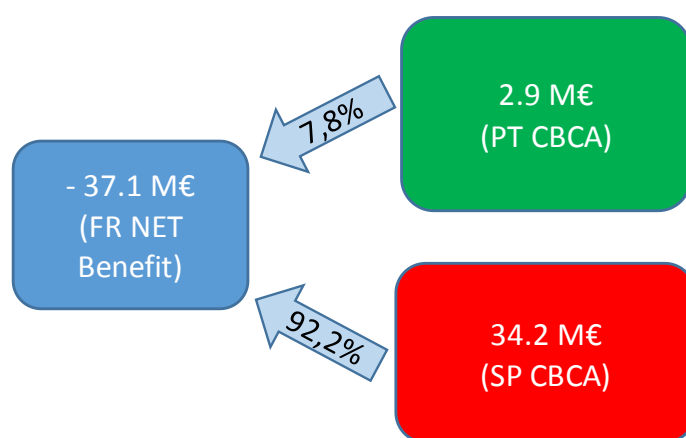 2.9 M€
(PT CBCA)
7,8%
- 37.1 M€
(FR NET
Benefit)
92,2%
34.2 M€
(SP CBCA)